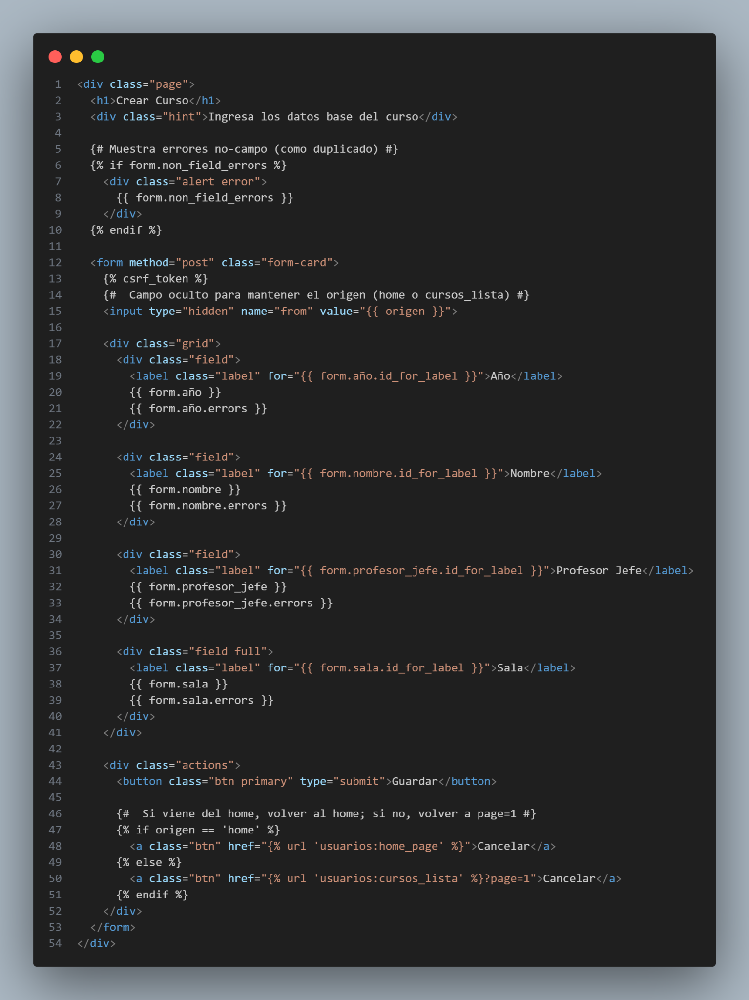 1 <div class="page">
2   <h1>Crear Curso</h1>
3   <div class="hint">Ingresa los datos base del curso</div>
4
5   {# Muestra errores no-campo (como duplicado) #}
6   {% if form.non_field_errors %}
7     <div class="alert error">
8       {{ form.non_field_errors }}
9     </div>
10   {% endif %}
11
12   <form method="post" class="form-card">
13     {% csrf_token %}
14     {#  Campo oculto para mantener el origen (home o cursos_lista) #}
15     <input type="hidden" name="from" value="{{ origen }}">
16
17     <div class="grid">
18       <div class="field">
19         <label class="label" for="{{ form.año.id_for_label }}">Año</label>
20         {{ form.año }}
21         {{ form.año.errors }}
22       </div>
23
24       <div class="field">
25         <label class="label" for="{{ form.nombre.id_for_label }}">Nombre</label>
26         {{ form.nombre }}
27         {{ form.nombre.errors }}
28       </div>
29
30       <div class="field">
31         <label class="label" for="{{ form.profesor_jefe.id_for_label }}">Profesor Jefe</label>
32         {{ form.profesor_jefe }}
33         {{ form.profesor_jefe.errors }}
34       </div>
35
36       <div class="field full">
37         <label class="label" for="{{ form.sala.id_for_label }}">Sala</label>
38         {{ form.sala }}
39         {{ form.sala.errors }}
40       </div>
41     </div>
42
43     <div class="actions">
44       <button class="btn primary" type="submit">Guardar</button>
45
46       {#  Si viene del home, volver al home; si no, volver a page=1 #}
47       {% if origen == 'home' %}
48         <a class="btn" href="{% url 'usuarios:home_page' %}">Cancelar</a>
49       {% else %}
50         <a class="btn" href="{% url 'usuarios:cursos_lista' %}?page=1">Cancelar</a>
51       {% endif %}
52     </div>
53   </form>
54 </div>